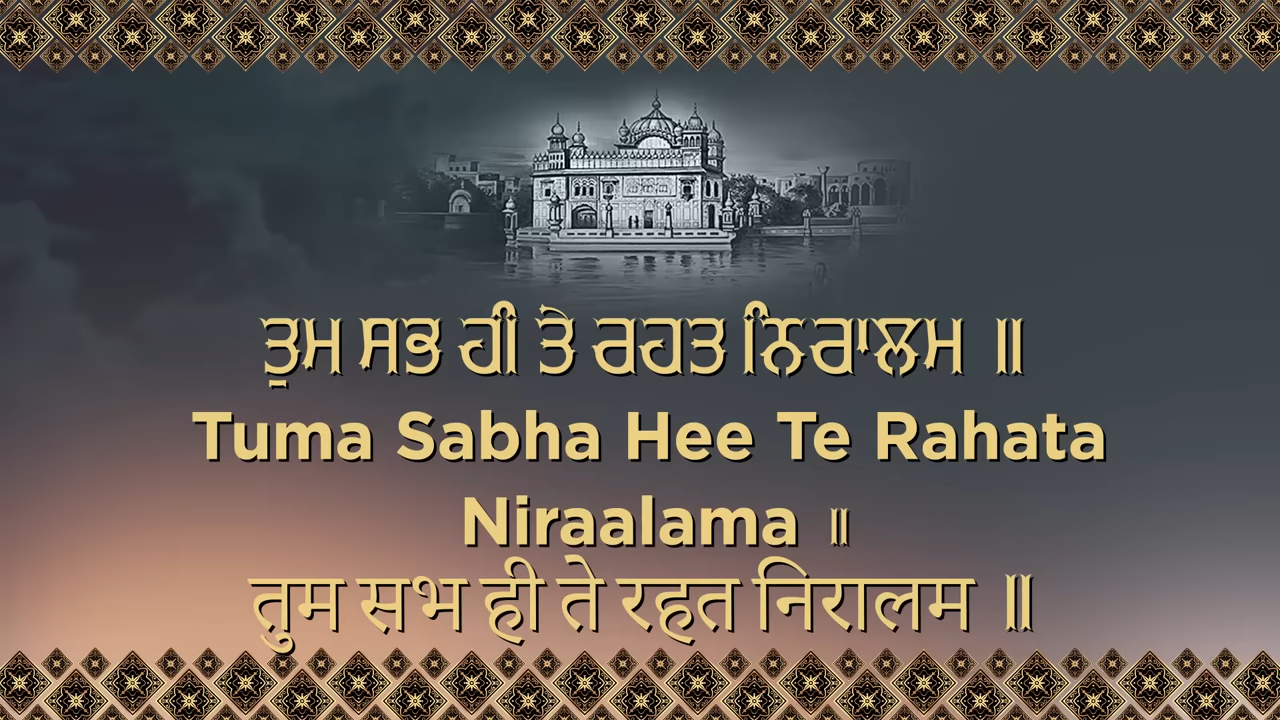 ਤੁਮ ਸਭ ਹੀ ਤੇ ਰਹਤ ਨਿਰਾਲਮ ॥
Tuma Sabha Hee Te Rahata
Niraalama ॥
तुम सभ ही ते रहत निरालम ॥